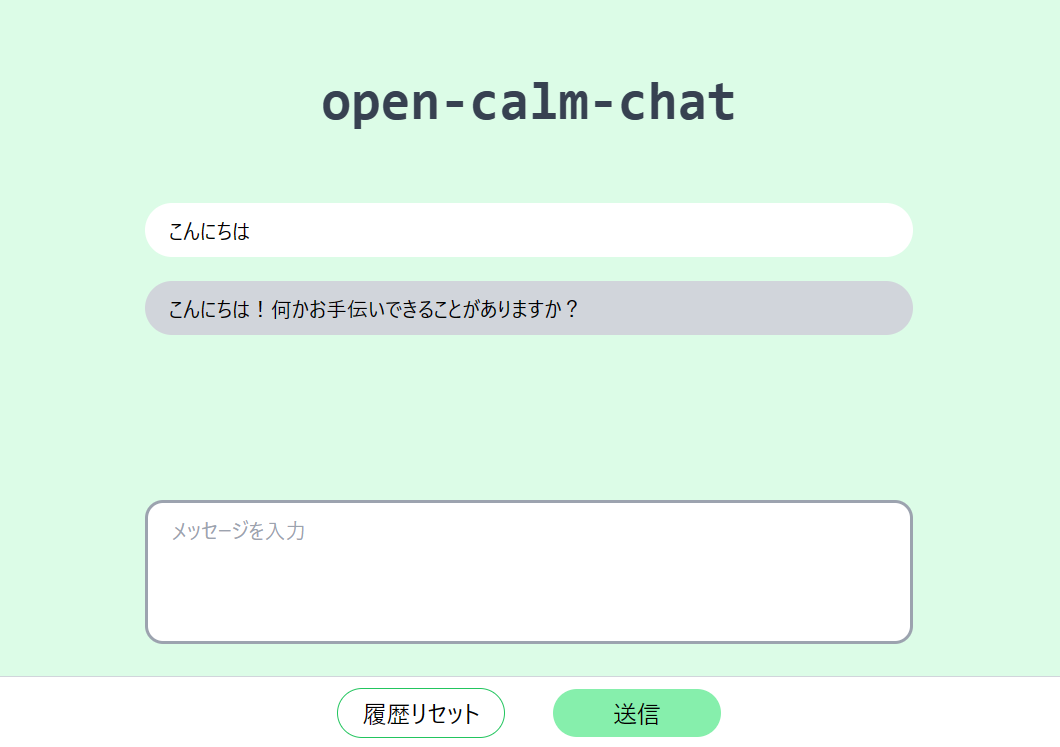 open-calm-chat
こんにちは
こんにちは！何かお手伝いできることがありますか？
メッセージを入力
履歴リセット
送信